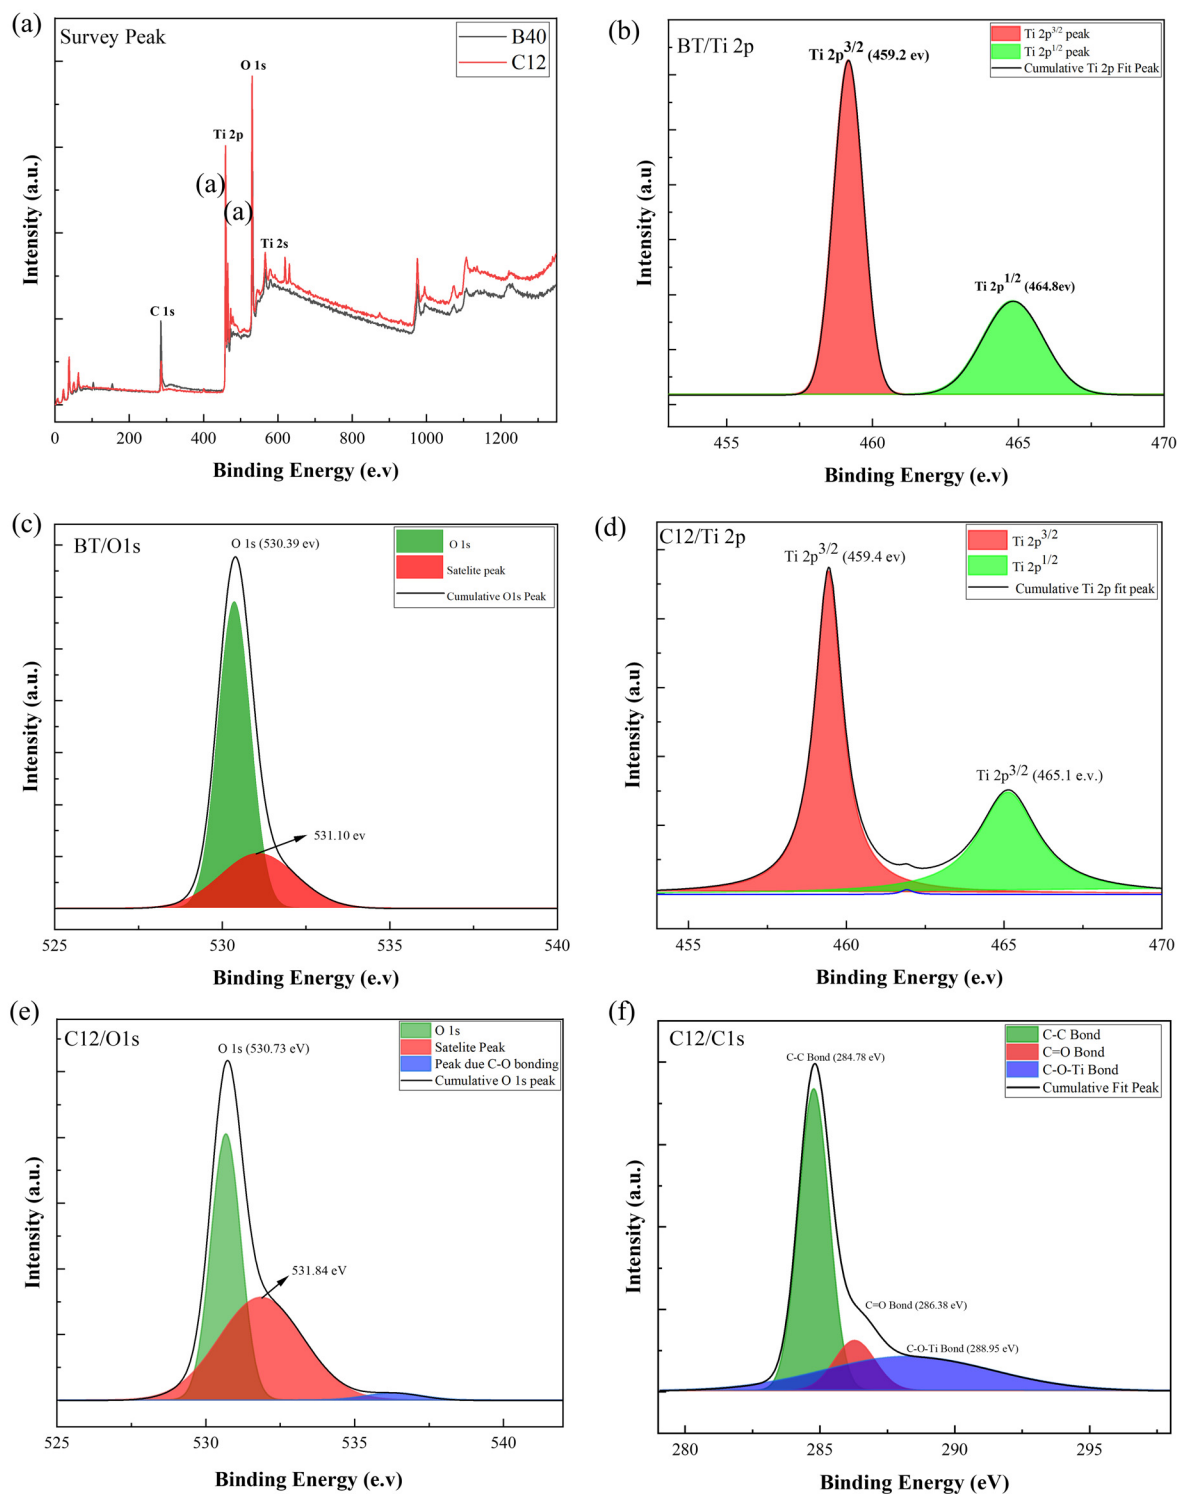 (a)
Survey Peak
B40
C12
O 1s
Ti 2p
(a)
(a)
Ti 2s
C 1s
Intensity (a.u.)
0 200 400 600 800 1000 1200
Binding Energy (e.v)
(b)
BT/Ti 2p
Ti 2p3/2 peak
Ti 2p1/2 peak
Cumulative Ti 2p Fit Peak
Ti 2p3/2 (459.2 ev)
Ti 2p1/2 (464.8ev)
Intensity (a.u)
455 460 465 470
Binding Energy (e.v)
(c)
BT/O1s
O 1s
Satelite peak
Cumulative O1s Peak
O 1s (530.39 ev)
531.10 ev
Intensity (a.u.)
525 530 535 540
Binding Energy (e.v)
(d)
C12/Ti 2p
Ti 2p3/2
Ti 2p1/2
Cumulative Ti 2p fit peak
Ti 2p3/2 (459.4 ev)
Ti 2p3/2 (465.1 e.v.)
Intensity (a.u)
455 460 465 470
Binding Energy (e.v)
(e)
C12/O1s
O 1s
Satelite Peak
Peak due C-O bonding
Cumulative O 1s peak
O 1s (530.73 eV)
531.84 eV
Intensity (a.u.)
525 530 535 540
Binding Energy (e.v)
(f)
C12/C1s
C-C Bond
C=O Bond
C-O-Ti Bond
Cumulative Fit Peak
C-C Bond (284.78 eV)
C=O Bond (286.38 eV)
C-O-Ti Bond (288.95 eV)
Intensity (a.u.)
280 285 290 295
Binding Energy (eV)